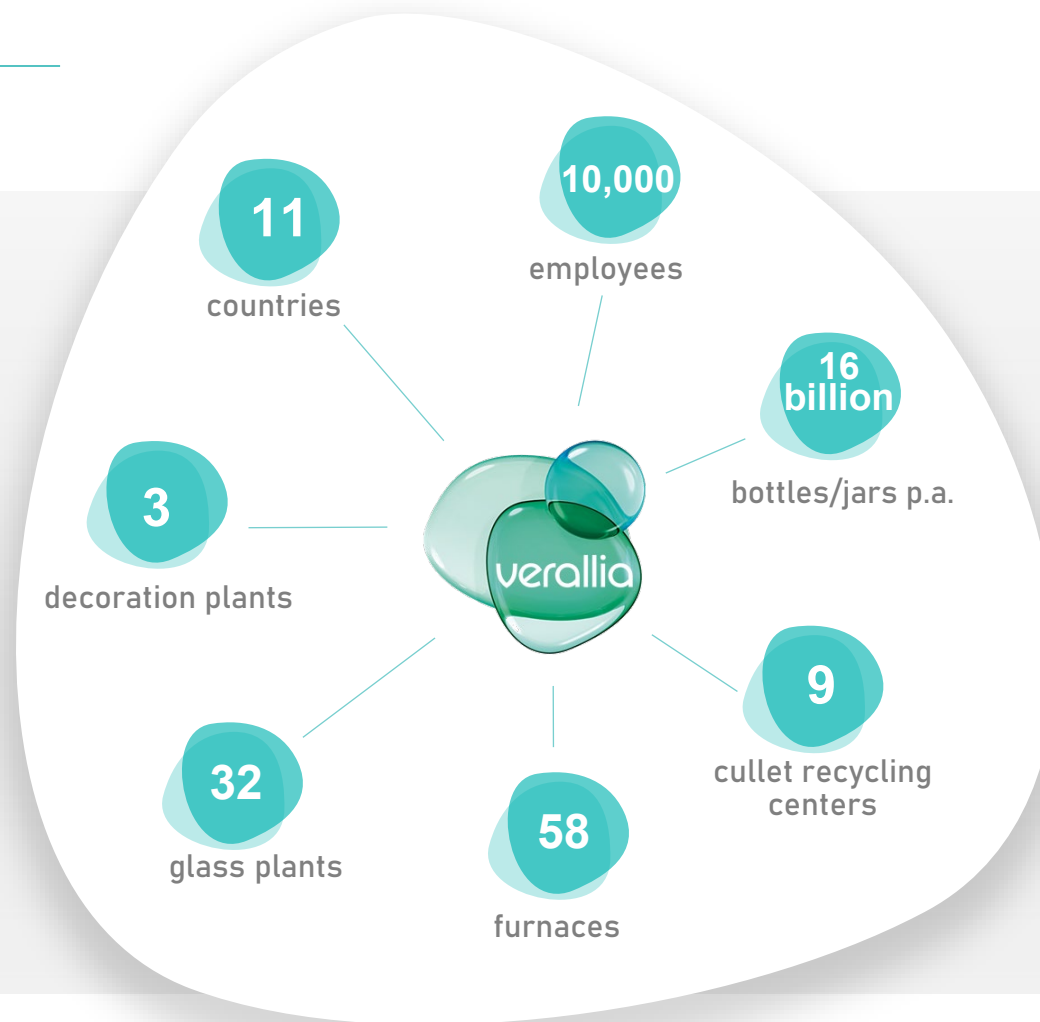 11
countries
10,000
employees
16
billion
bottles/jars p.a.
3
decoration plants
verallia
9
cullet recycling
centers
32
glass plants
58
furnaces